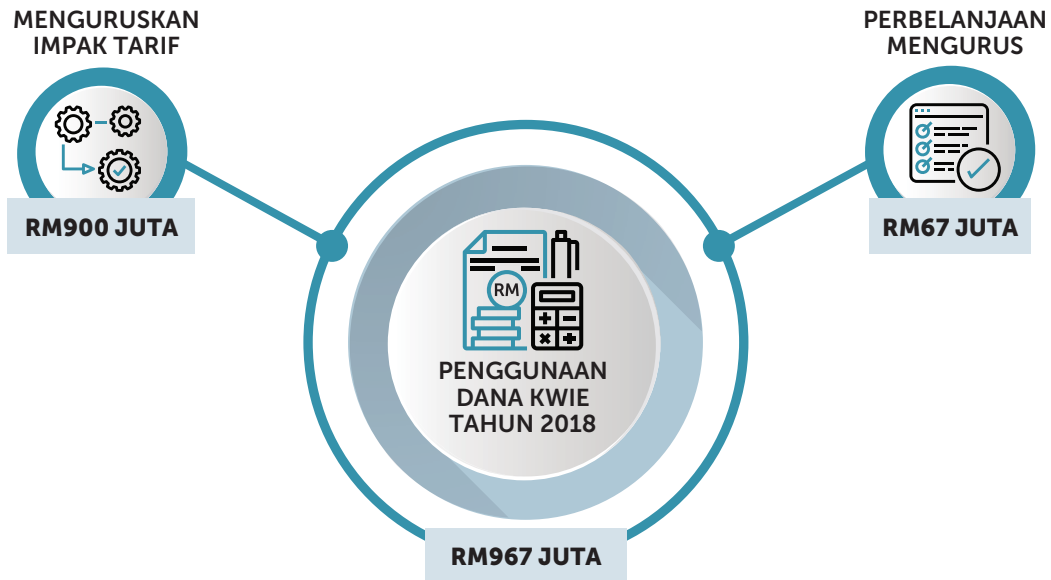 MENGURUSKAN
IMPAK TARIF
RM900 JUTA
PERBELANJAAN
MENGURUS
RM67 JUTA
RM
PENGGUNAAN
DANA KWIE
TAHUN 2018
RM967 JUTA